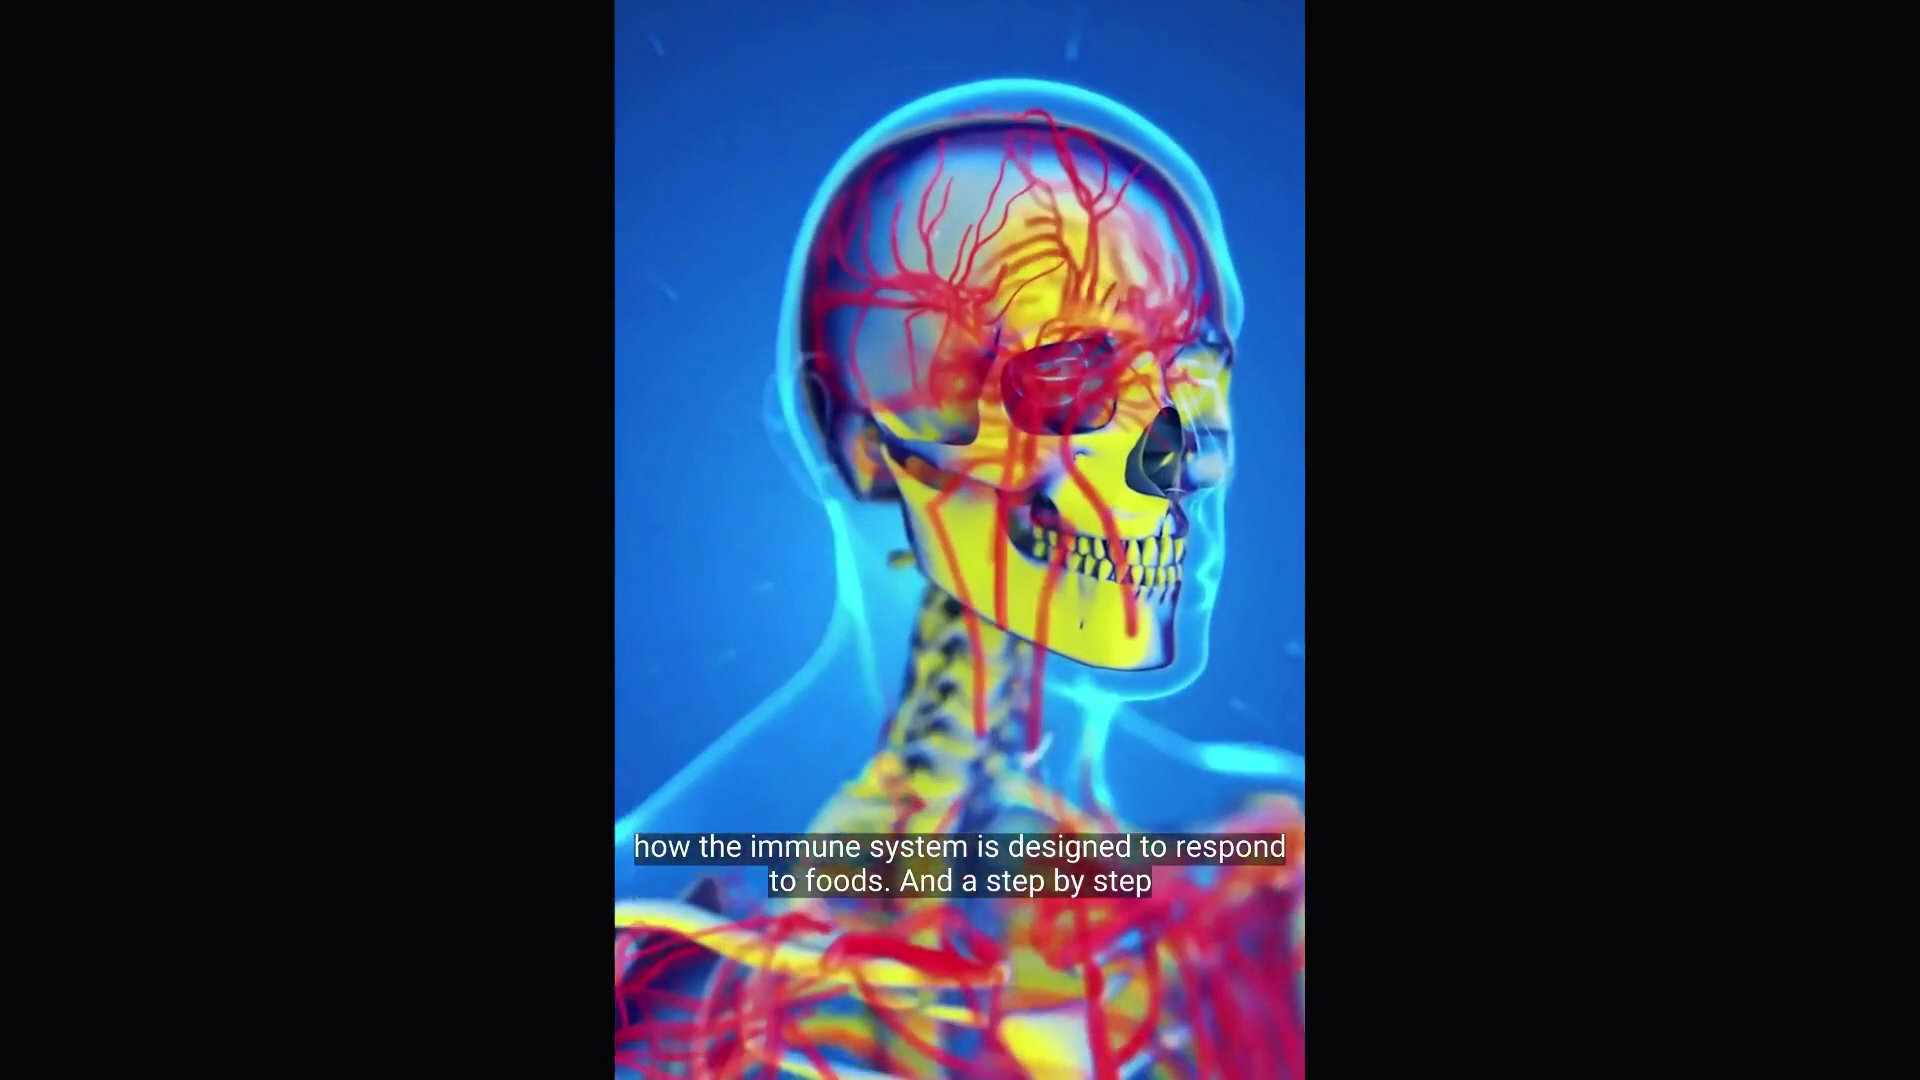 how the immune system is designed to respond
to foods. And a step by step